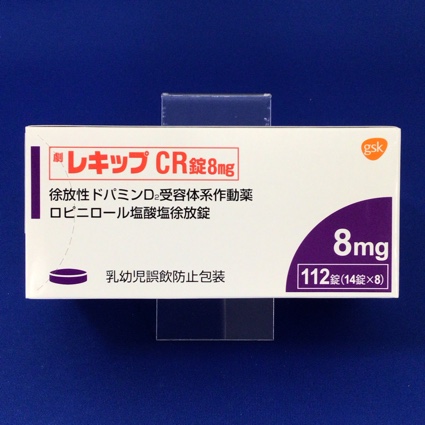 劇 レキップ CR錠8mg
gsk
徐放性ドパミンD₂受容体系作動薬
ロピニロール塩酸塩徐放錠
8mg
乳幼児誤飲防止包装
112錠(14錠×8)